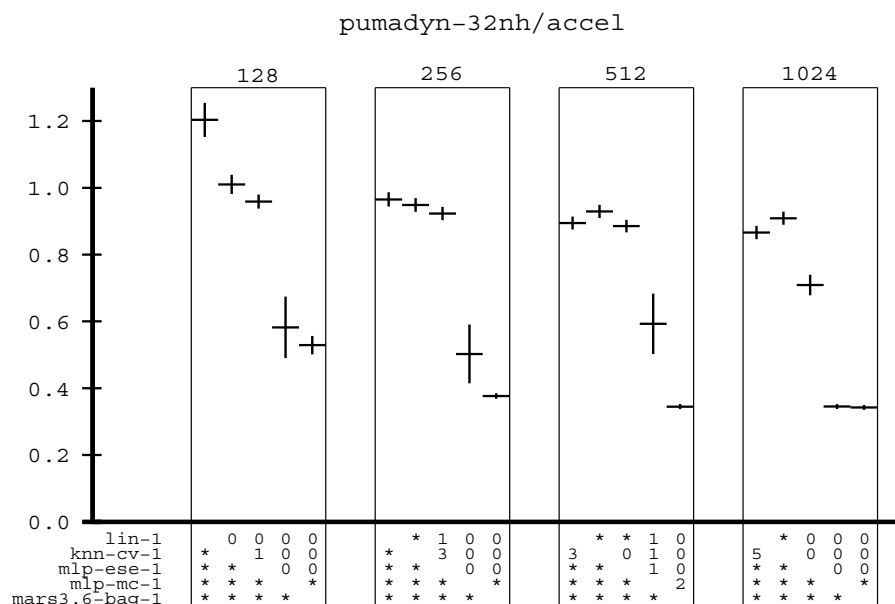 pumadyn-32nh/accel
128 256 512 1024
1.2
1.0
0.8
0.6
0.4
0.2
0.0
lin-1 0 0 0 0 * 1 0 0 * * 1 0 * 0 0 0
knn-cv-1 * 1 0 0 * 3 0 0 3 0 1 0 5 0 0 0
mlp-ese-1 * * 0 0 * * 0 0 * * 1 0 * * 0 0
mlp-mc-1 * * * * * * * * * * * 2 * * * *
mars3.6-bag-1 * * * * * * * * * * * * * * * *